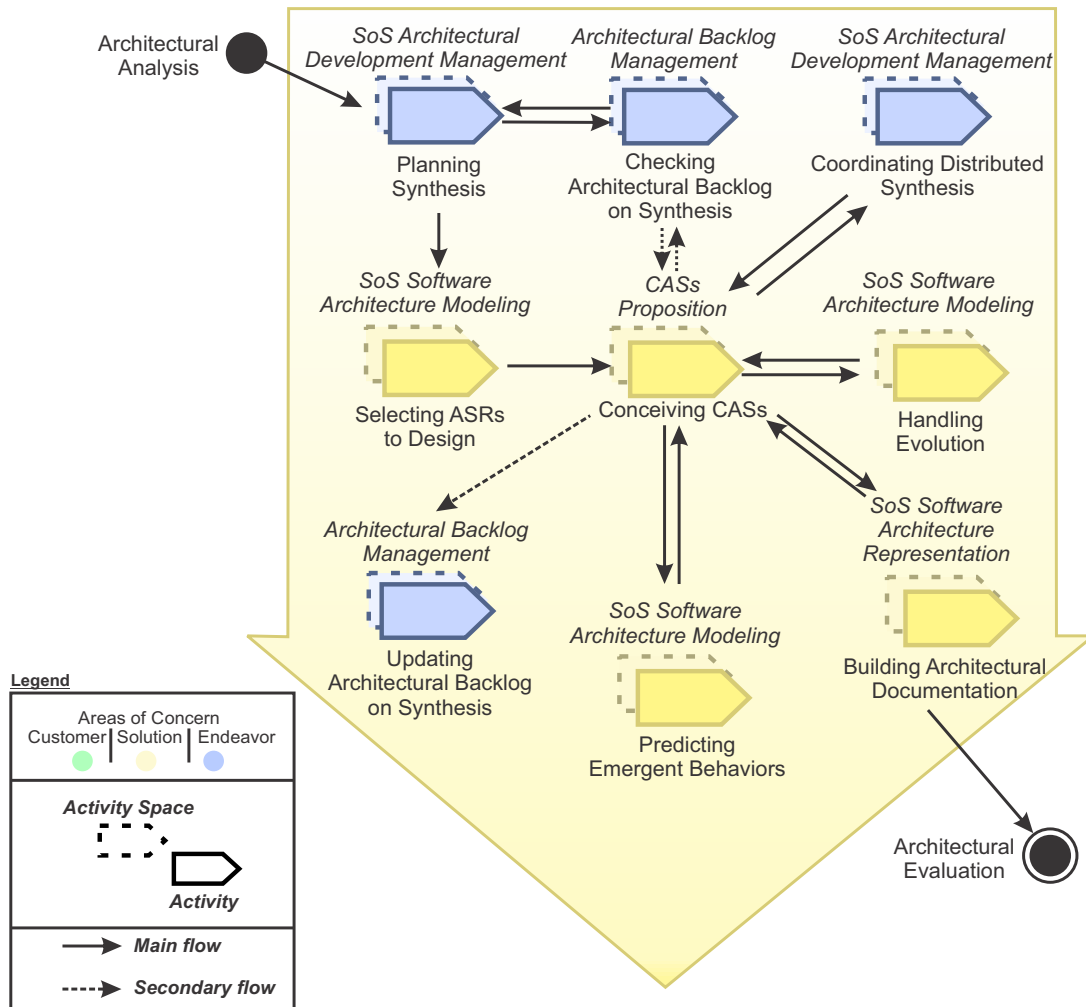 Architectural
Analysis
SoS Architectural
Development Management
Planning
Synthesis
Architectural Backlog
Management
Checking
Architectural Backlog
on Synthesis
SoS Architectural
Development Management
Coordinating Distributed
Synthesis
SoS Software
Architecture Modeling
Selecting ASRs
to Design
CASs
Proposition
Conceiving CASs
SoS Software
Architecture Modeling
Handling
Evolution
Architectural Backlog
Management
Updating
Architectural Backlog
on Synthesis
SoS Software
Architecture Modeling
Predicting
Emergent Behaviors
SoS Software
Architecture
Representation
Building Architectural
Documentation
Architectural
Evaluation
Legend
Areas of Concern
Customer Solution Endeavor
Activity Space
Activity
Main flow
Secondary flow